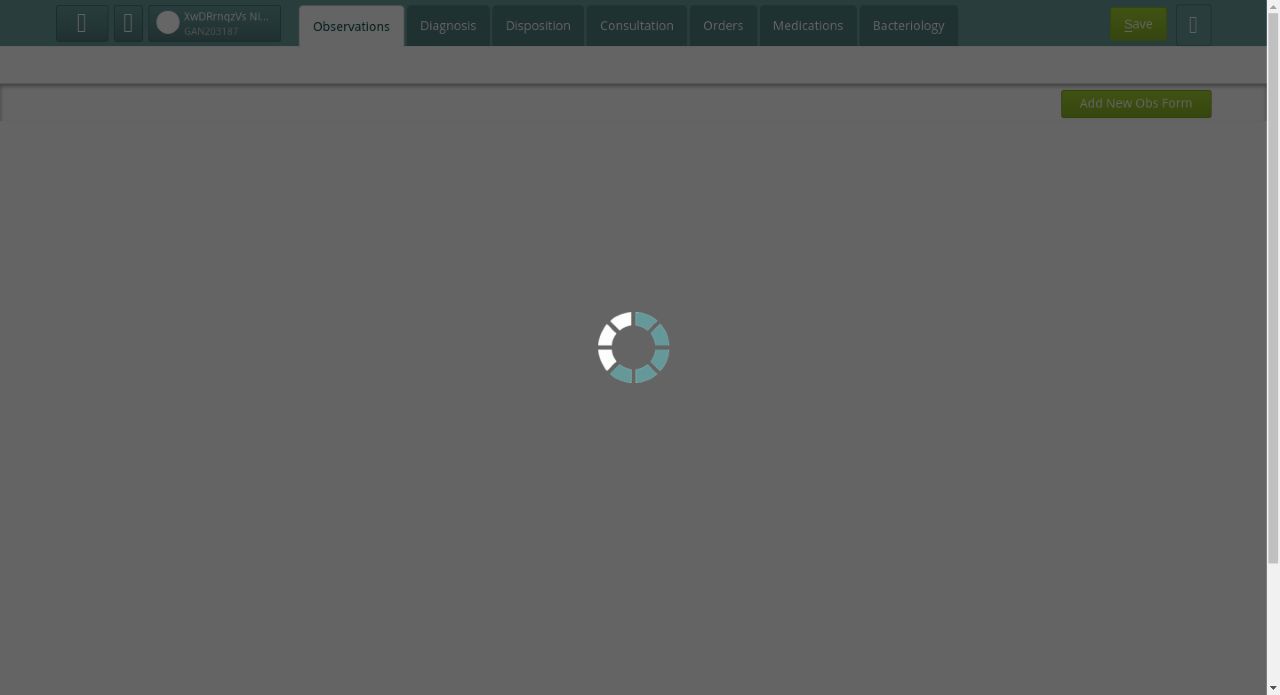 XwDRrnqzVs Ni...
GAN203187
Observations
Diagnosis
Disposition
Consultation
Orders
Medications
Bacteriology
Save
Add New Obs Form